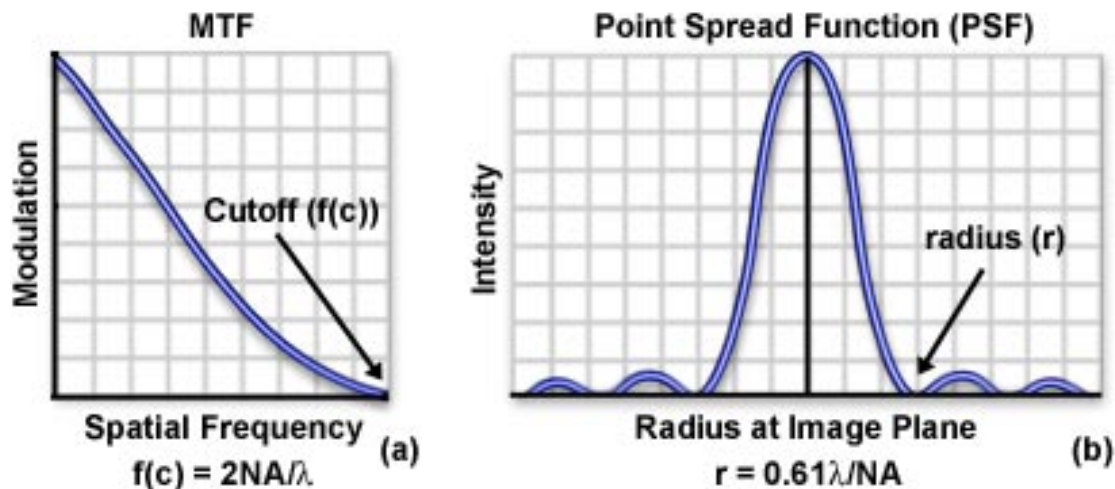 MTF
Modulation
Cutoff (f(c))
Spatial Frequency
f(c) = 2NA/λ
(a)
Point Spread Function (PSF)
Intensity
radius (r)
Radius at Image Plane
r = 0.61λ/NA
(b)